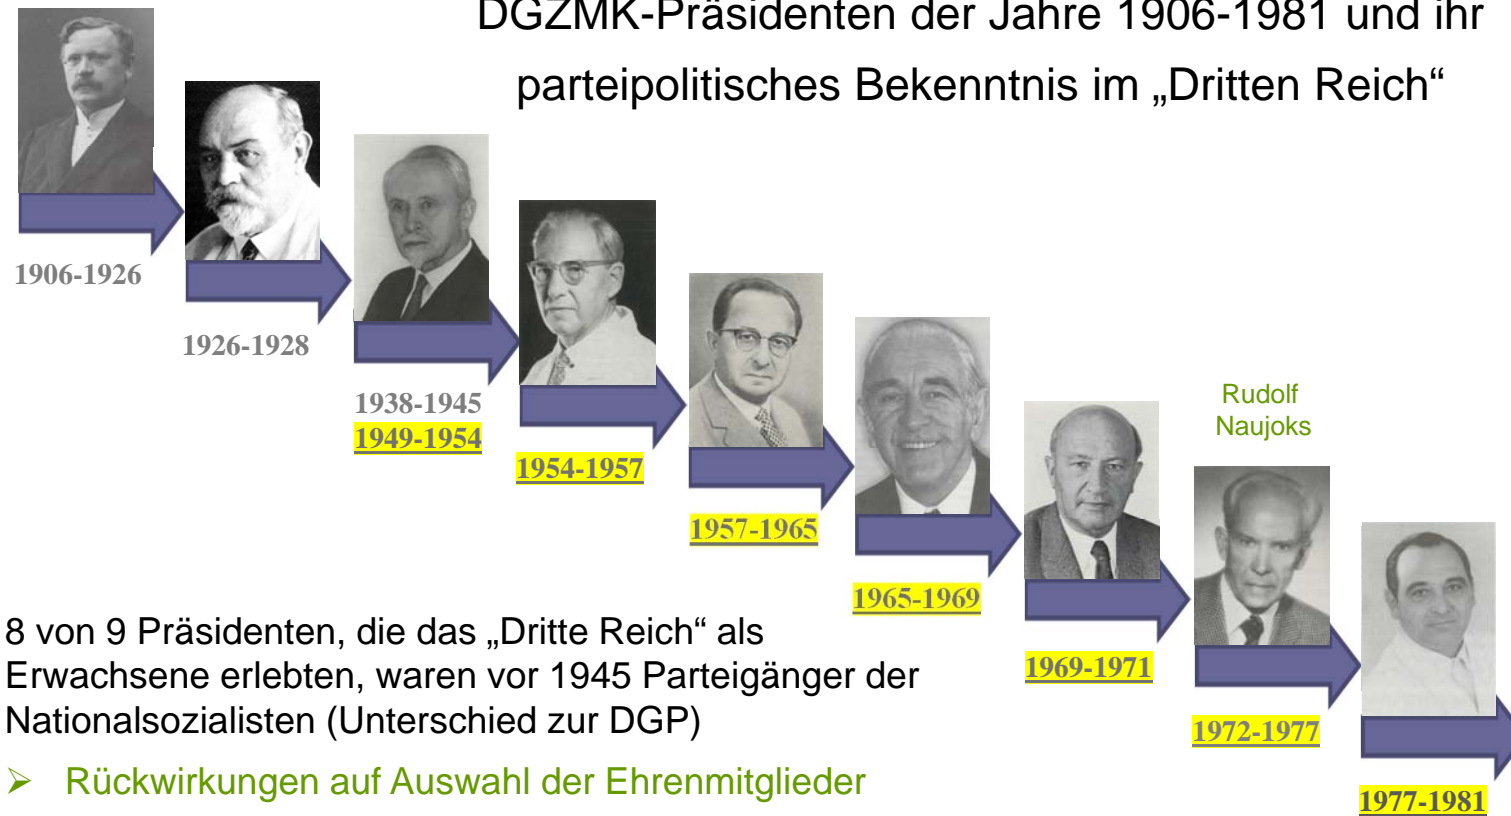 DGZMK-Präsidenten der Jahre 1906-1981 und ihr
parteipolitisches Bekenntnis im „Dritten Reich“
1906-1926
1926-1928
1938-1945
1949-1954
1954-1957
1957-1965
1965-1969
1969-1971
Rudolf
Naujoks
1972-1977
1977-1981
8 von 9 Präsidenten, die das „Dritte Reich“ als
Erwachsene erlebten, waren vor 1945 Parteigänger der
Nationalsozialisten (Unterschied zur DGP)
➢ Rückwirkungen auf Auswahl der Ehrenmitglieder